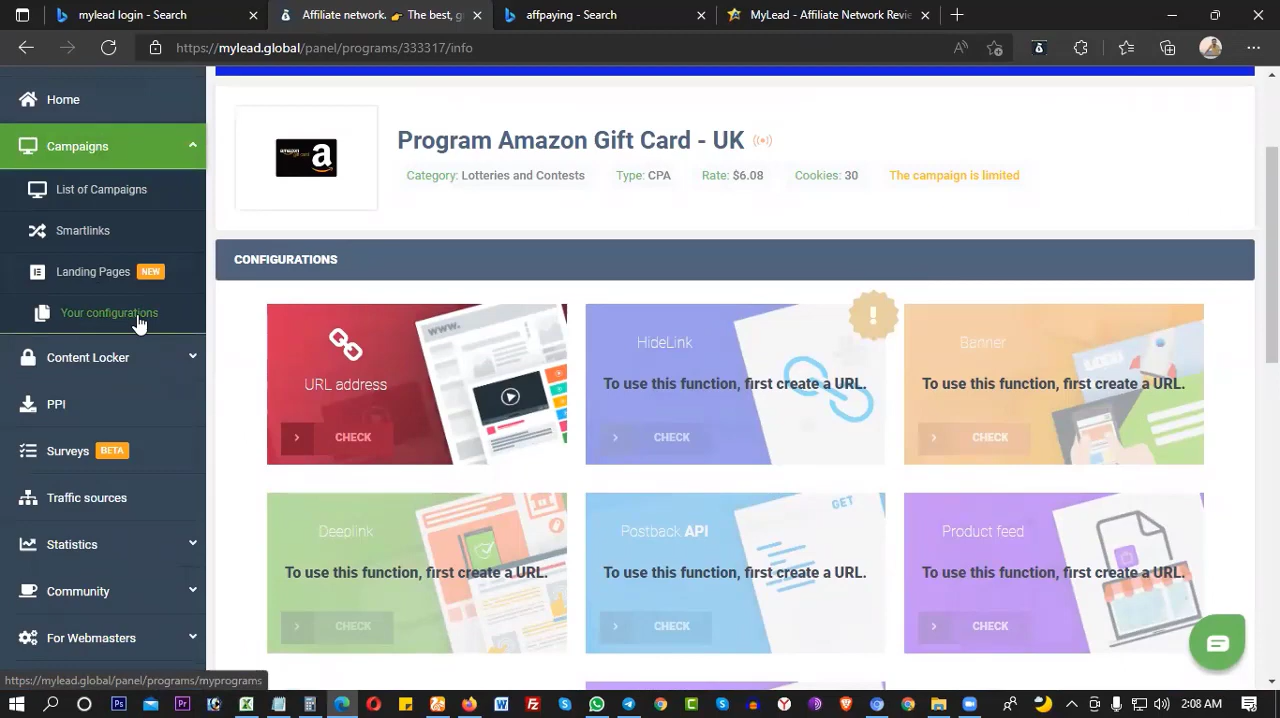 mylead login - Search
Affiliate network. 👉 The best, g
affpaying - Search
MyLead - Affiliate Network Revie
https://mylead.global/panel/programs/333317/info
Home
Campaigns
List of Campaigns
Smartlinks
Landing Pages NEW
Your configurations
Content Locker
PPI
Surveys BETA
Traffic sources
Statistics
Community
For Webmasters
https://mylead.global/panel/programs/myprograms
amazon gift card a
Program Amazon Gift Card - UK
Category: Lotteries and Contests Type: CPA Rate: $6.08 Cookies: 30 The campaign is limited
CONFIGURATIONS
URL address
www.
CHECK
HideLink
To use this function, first create a URL.
CHECK
Banner
To use this function, first create a URL.
CHECK
Deeplink
To use this function, first create a URL.
CHECK
Postback API
GET
To use this function, first create a URL.
CHECK
Product feed
To use this function, first create a URL.
CHECK
2:08 AM